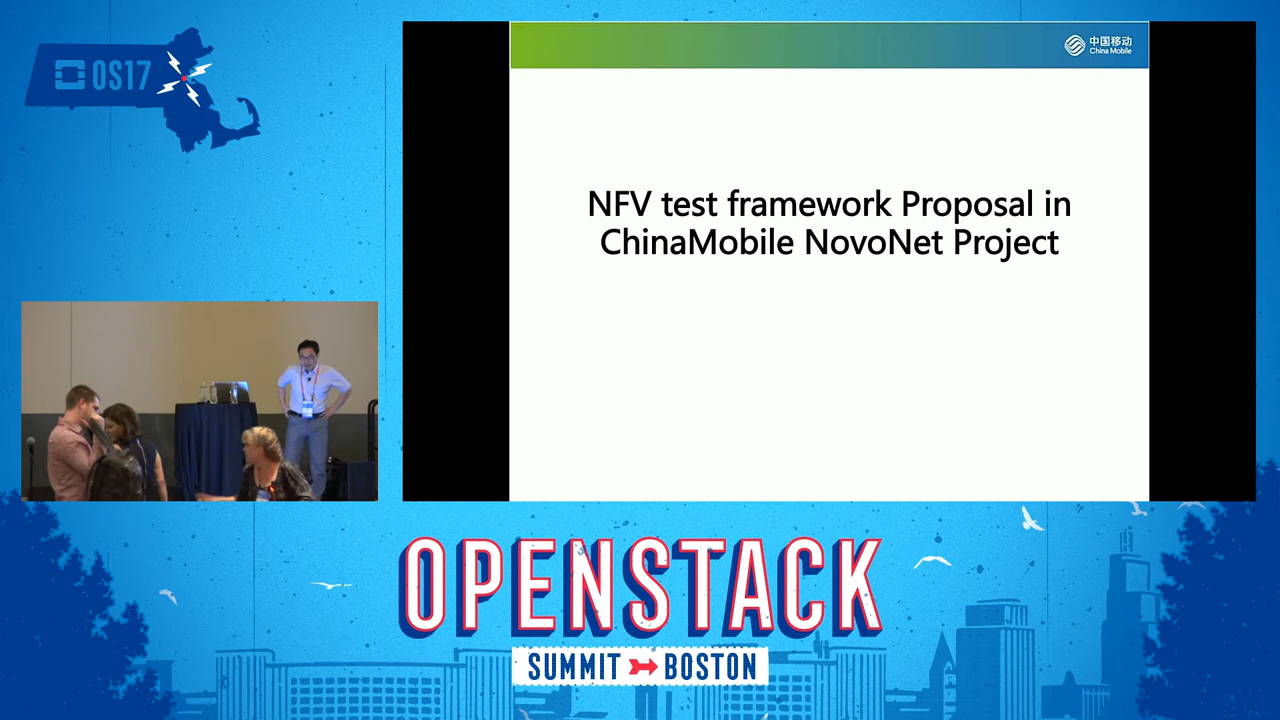 OS17
中国移动
China Mobile
NFV test framework Proposal in
ChinaMobile NovoNet Project
OPENSTACK
SUMMIT BOSTON